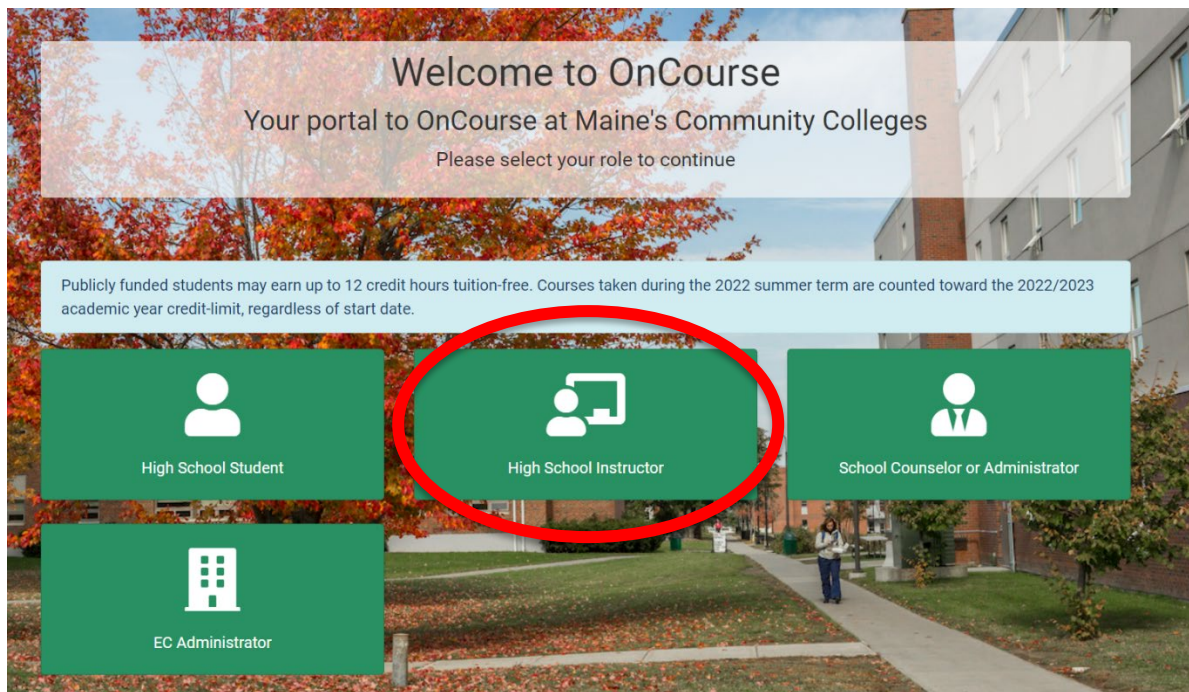 Welcome to OnCourse
Your portal to OnCourse at Maine's Community Colleges
Please select your role to continue
Publicly funded students may earn up to 12 credit hours tuition-free. Courses taken during the 2022 summer term are counted toward the 2022/2023
academic year credit-limit, regardless of start date.
High School Student
High School Instructor
School Counselor or Administrator
EC Administrator